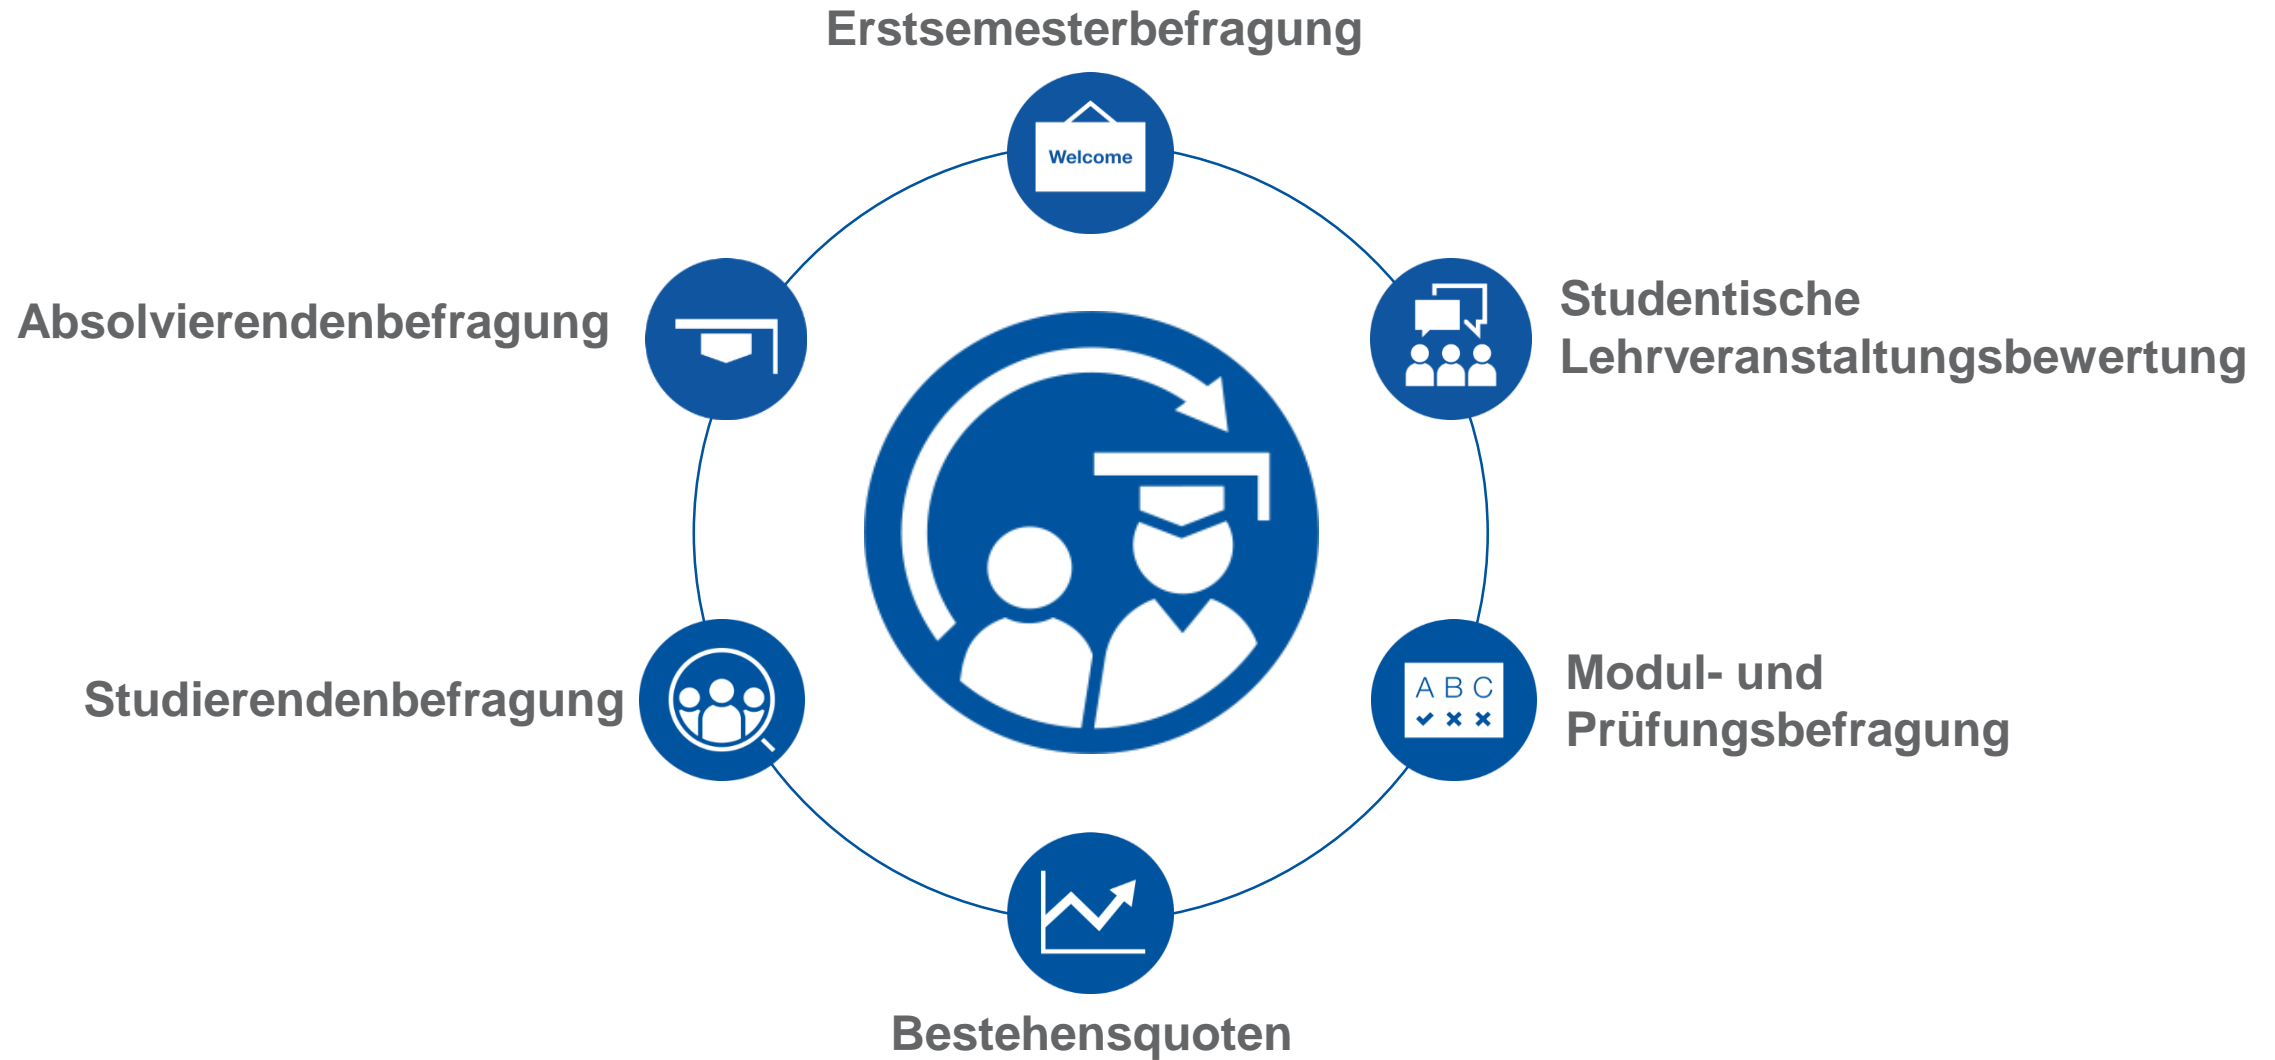 Erstsemesterbefragung
Welcome
Studentische
Lehrveranstaltungsbewertung
Absolvierendenbefragung
Modul- und
Prüfungsbefragung
A B C
Studierendenbefragung
Bestehensquoten